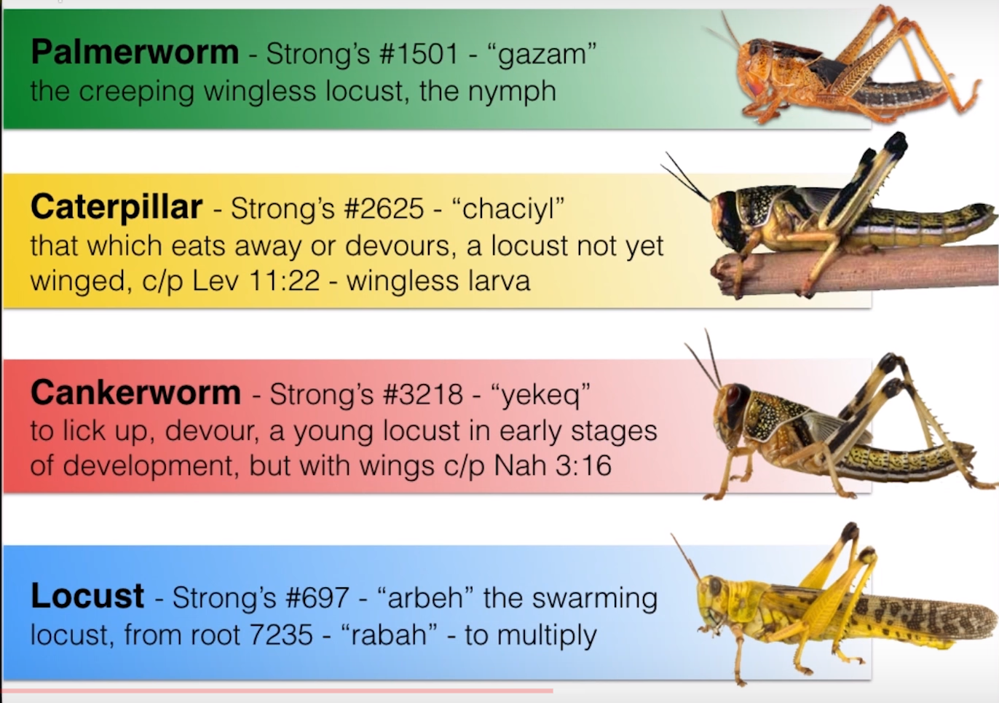 Palmerworm - Strong’s #1501 - “gazam”
the creeping wingless locust, the nymph
Caterpillar - Strong’s #2625 - “chaciyl”
that which eats away or devours, a locust not yet
winged, c/p Lev 11:22 - wingless larva
Cankerworm - Strong’s #3218 - “yekeq”
to lick up, devour, a young locust in early stages
of development, but with wings c/p Nah 3:16
Locust - Strong’s #697 - “arbeh” the swarming
locust, from root 7235 - “rabah” - to multiply